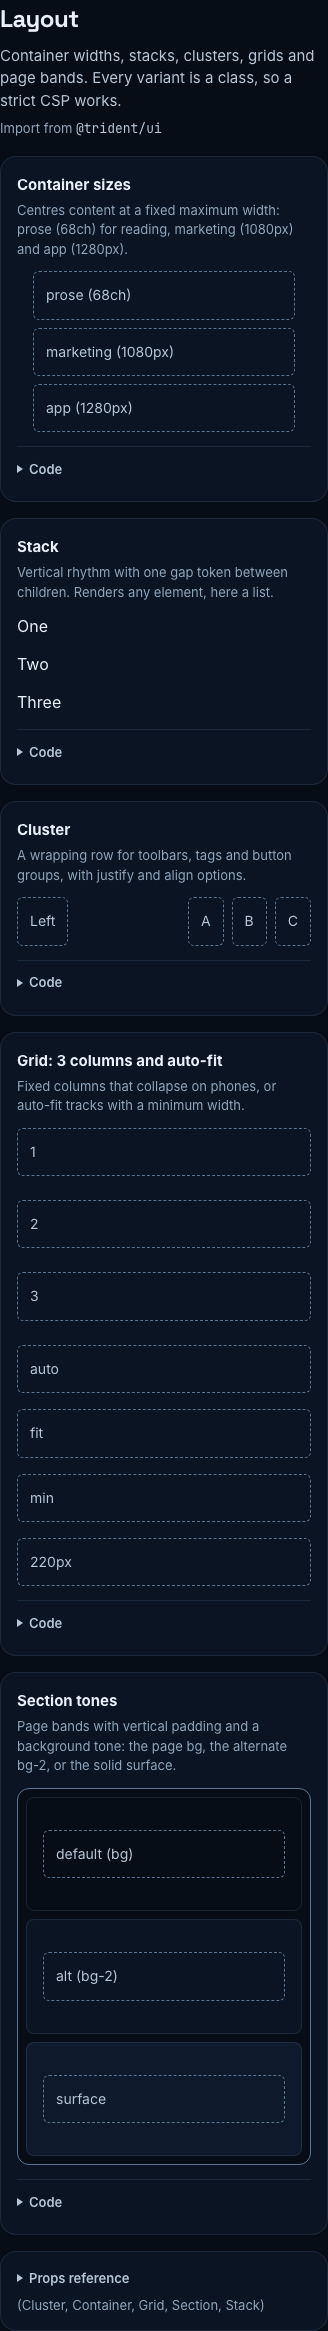 Layout
Container widths, stacks, clusters, grids and
page bands. Every variant is a class, so a
strict CSP works.
Import from @trident/ui
Container sizes
Centres content at a fixed maximum width:
prose (68ch) for reading, marketing (1080px)
and app (1280px).
prose (68ch)
marketing (1080px)
app (1280px)
Code
Stack
Vertical rhythm with one gap token between
children. Renders any element, here a list.
One
Two
Three
Code
Cluster
A wrapping row for toolbars, tags and button
groups, with justify and align options.
Left A B C
Code
Grid: 3 columns and auto-fit
Fixed columns that collapse on phones, or
auto-fit tracks with a minimum width.
1
2
3
auto
fit
min
220px
Code
Section tones
Page bands with vertical padding and a
background tone: the page bg, the alternate
bg-2, or the solid surface.
default (bg)
alt (bg-2)
surface
Code
Props reference
(Cluster, Container, Grid, Section, Stack)